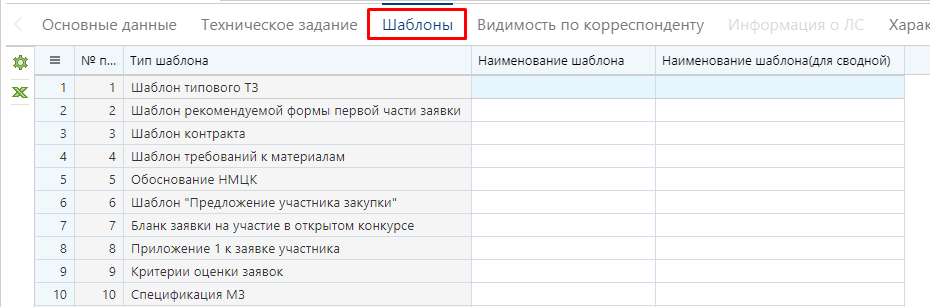 Основные данные Техническое задание Шаблоны Видимость по корреспонденту Информация о ЛС Харак
№ п... Тип шаблона Наименование шаблона Наименование шаблона(для сводной)
1 1 Шаблон типового ТЗ
2 2 Шаблон рекомендуемой формы первой части заявки
3 3 Шаблон контракта
4 4 Шаблон требований к материалам
5 5 Обоснование НМЦК
6 6 Шаблон "Предложение участника закупки"
7 7 Бланк заявки на участие в открытом конкурсе
8 8 Приложение 1 к заявке участника
9 9 Критерии оценки заявок
10 10 Спецификация МЗ